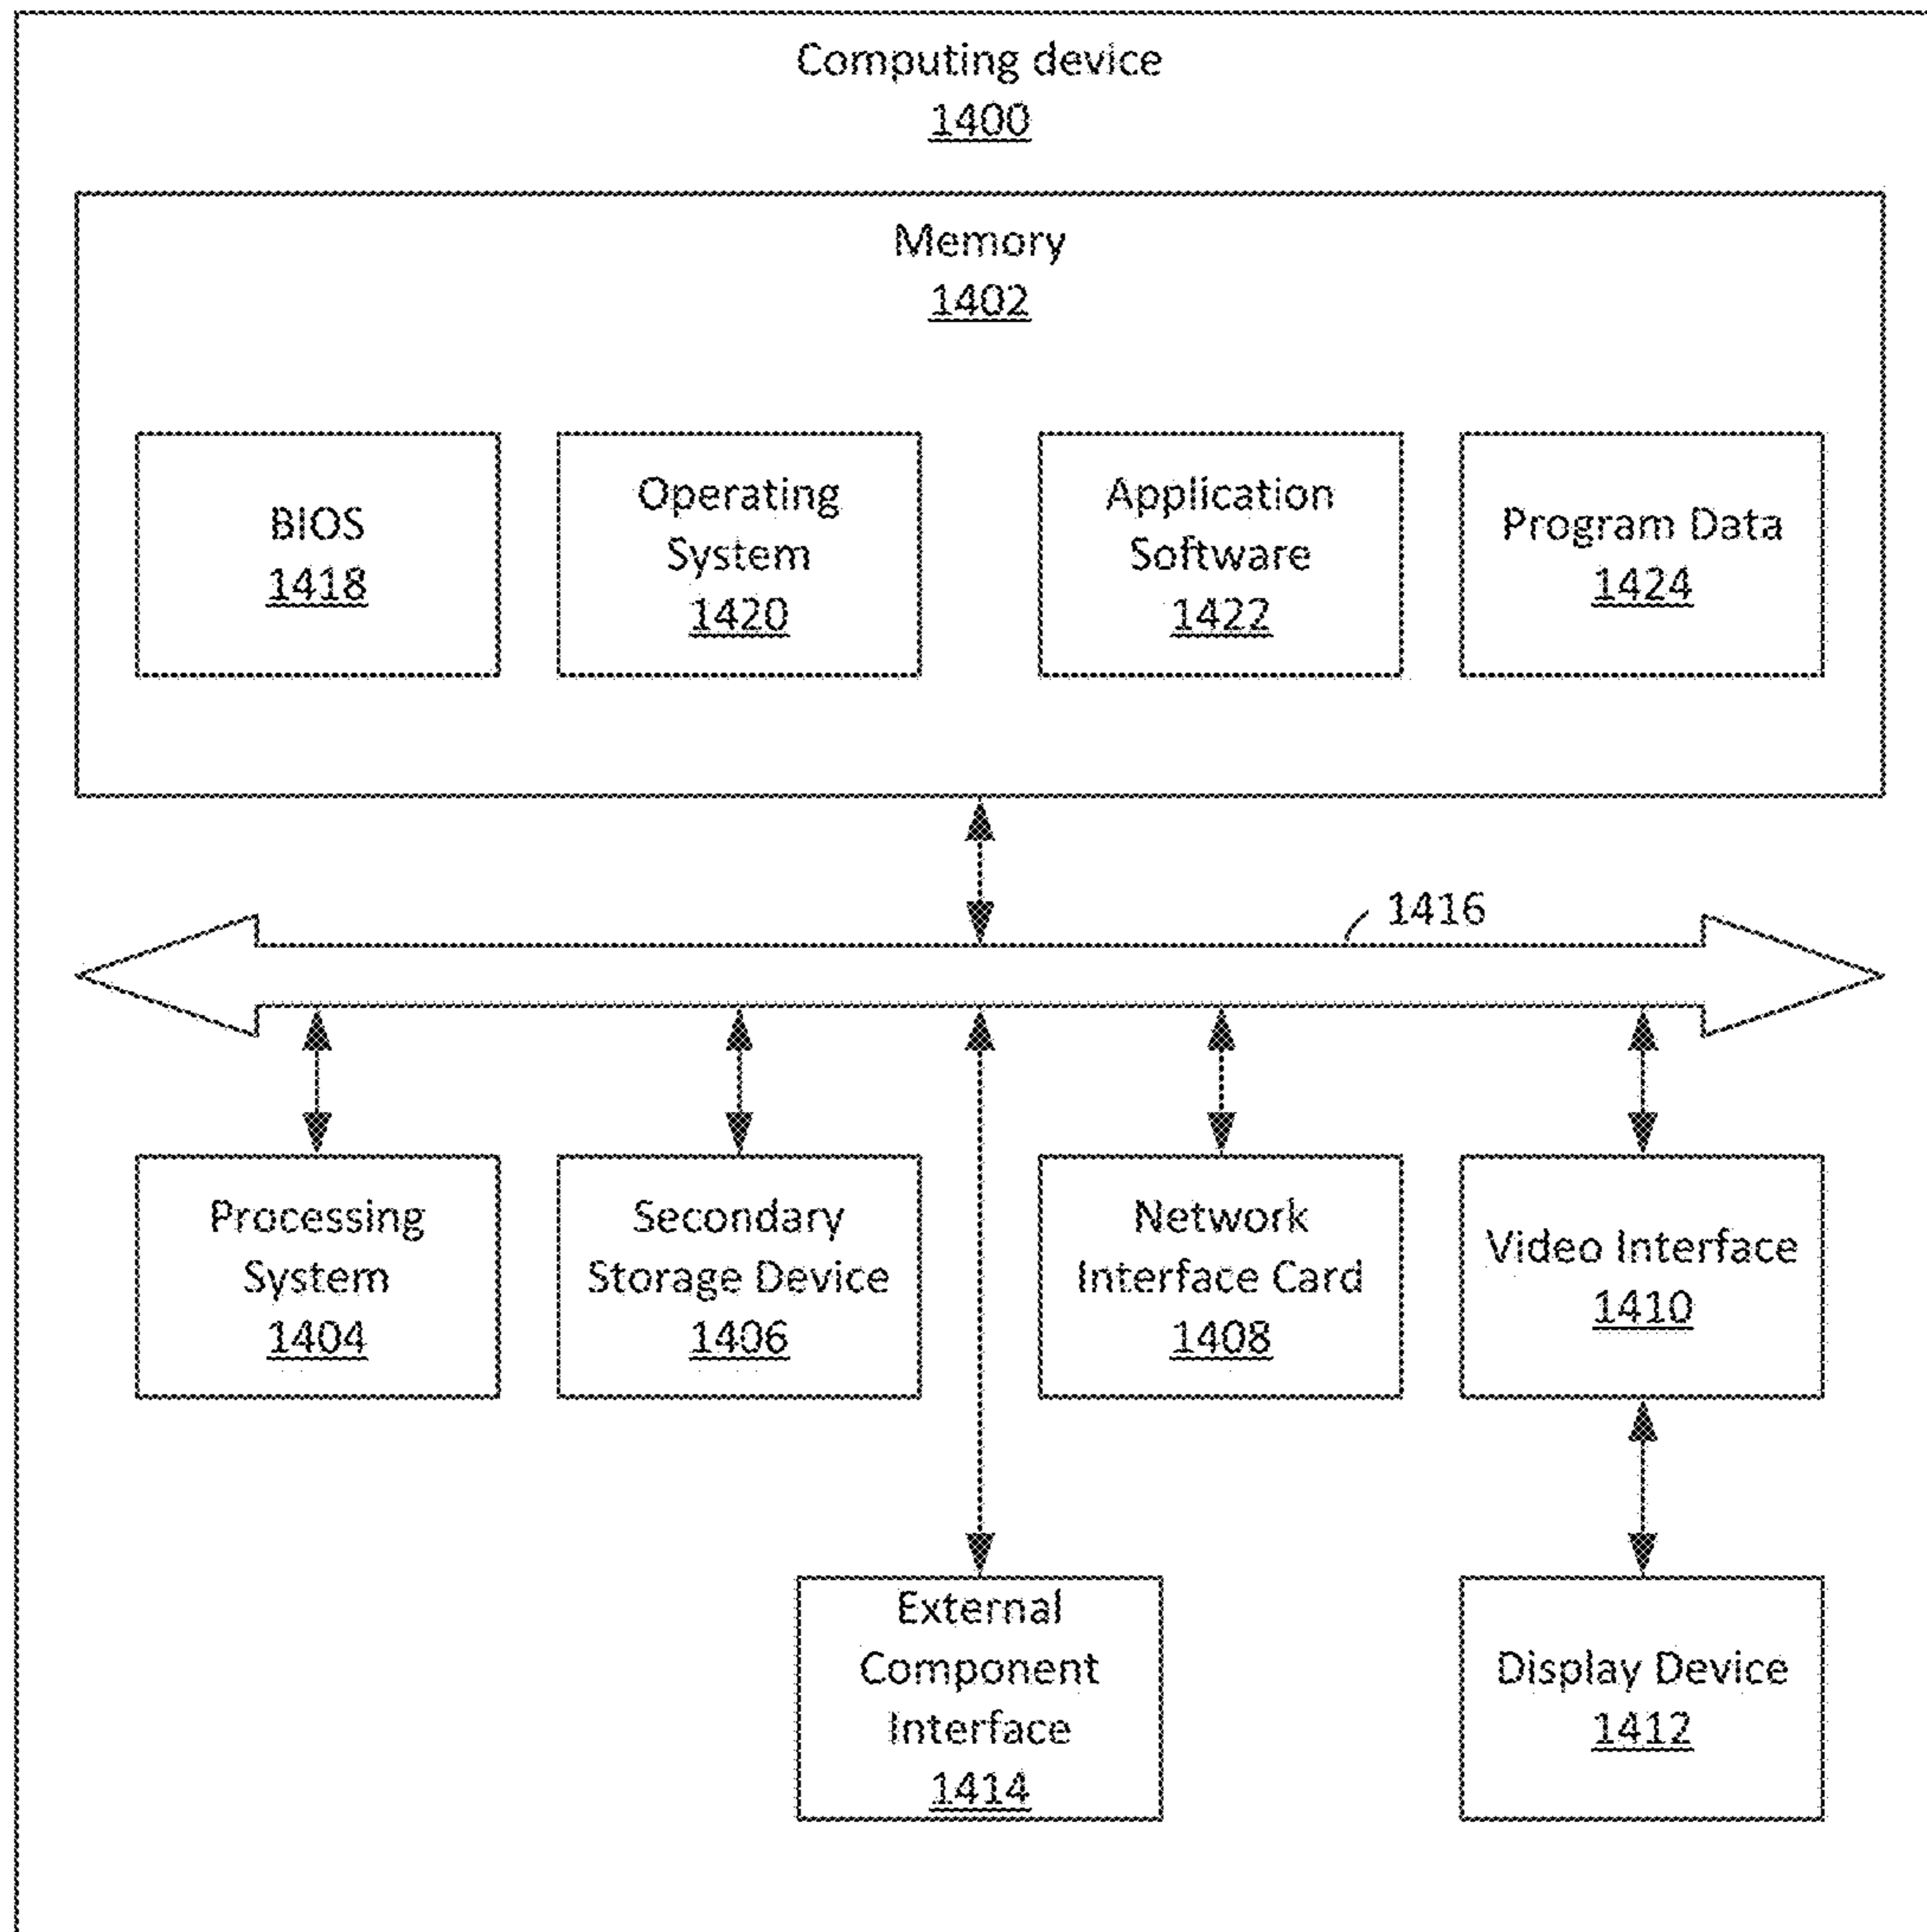 Computing device
1400
Memory
1402
BIOS
1418
Operating
System
1420
Application
Software
1422
Program Data
1424
1416
Processing
System
1404
Secondary
Storage Device
1406
Network
Interface Card
1408
Video Interface
1410
External
Component
Interface
1414
Display Device
1412